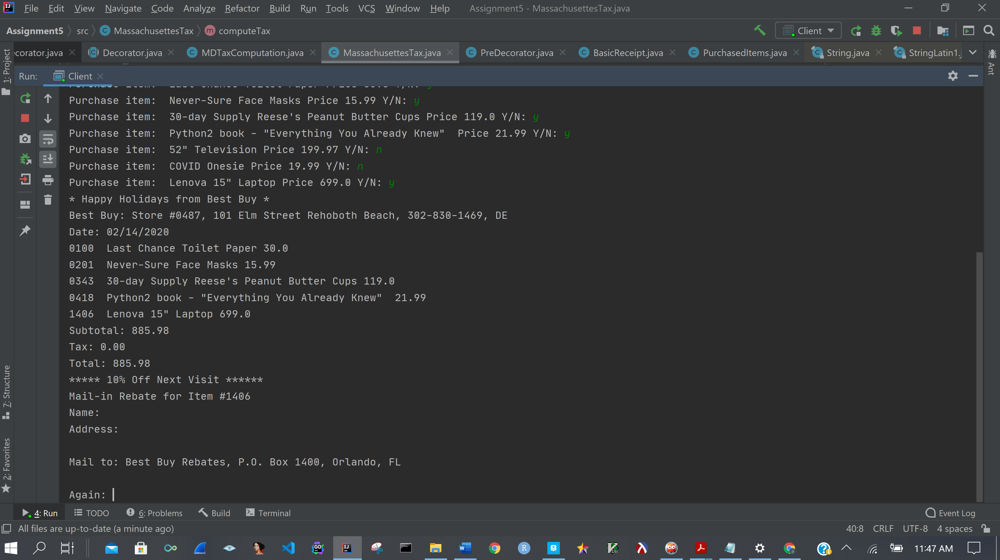 File Edit View Navigate Code Analyze Refactor Build Run Tools VCS Window Help Assignment5 - MassachusettesTax.java
Assignment5 src MassachusettesTax computeTax Client
ecorator.java Decorator.java MDTaxComputation.java MassachusettesTax.java PreDecorator.java BasicReceipt.java PurchasedItems.java String.java StringLatin1.j
1: Project
Ant
Run: Client
Purchase item:  Never-Sure Face Masks Price 15.99 Y/N: y
Purchase item:  30-day Supply Reese's Peanut Butter Cups Price 119.0 Y/N: y
Purchase item:  Python2 book - "Everything You Already Knew"  Price 21.99 Y/N: y
Purchase item:  52" Television Price 199.97 Y/N: n
Purchase item:  COVID Onesie Price 19.99 Y/N: n
Purchase item:  Lenova 15" Laptop Price 699.0 Y/N: y
* Happy Holidays from Best Buy *
Best Buy: Store #0487, 101 Elm Street Rehoboth Beach, 302-830-1469, DE
Date: 02/14/2020
0100  Last Chance Toilet Paper 30.0
0201  Never-Sure Face Masks 15.99
0343  30-day Supply Reese's Peanut Butter Cups 119.0
0418  Python2 book - "Everything You Already Knew"  21.99
1406  Lenova 15" Laptop 699.0
Subtotal: 885.98
Tax: 0.00
Total: 885.98
***** 10% Off Next Visit ******
Mail-in Rebate for Item #1406
Name:
Address:
Mail to: Best Buy Rebates, P.O. Box 1400, Orlando, FL
Again:
7: Structure
2: Favorites
4: Run TODO 6: Problems Build Terminal Event Log
All files are up-to-date (a minute ago) 40:8 CRLF UTF-8 4 spaces
11:47 AM